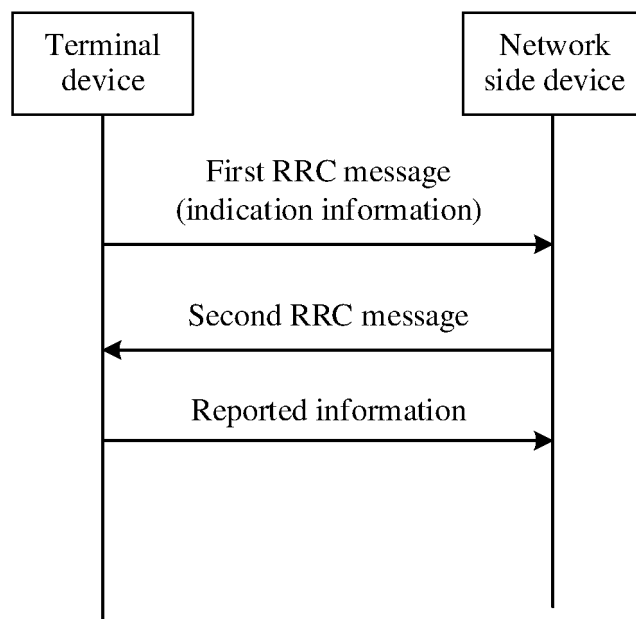 Terminal
device
Network
side device
First RRC message
(indication information)
Second RRC message
Reported information